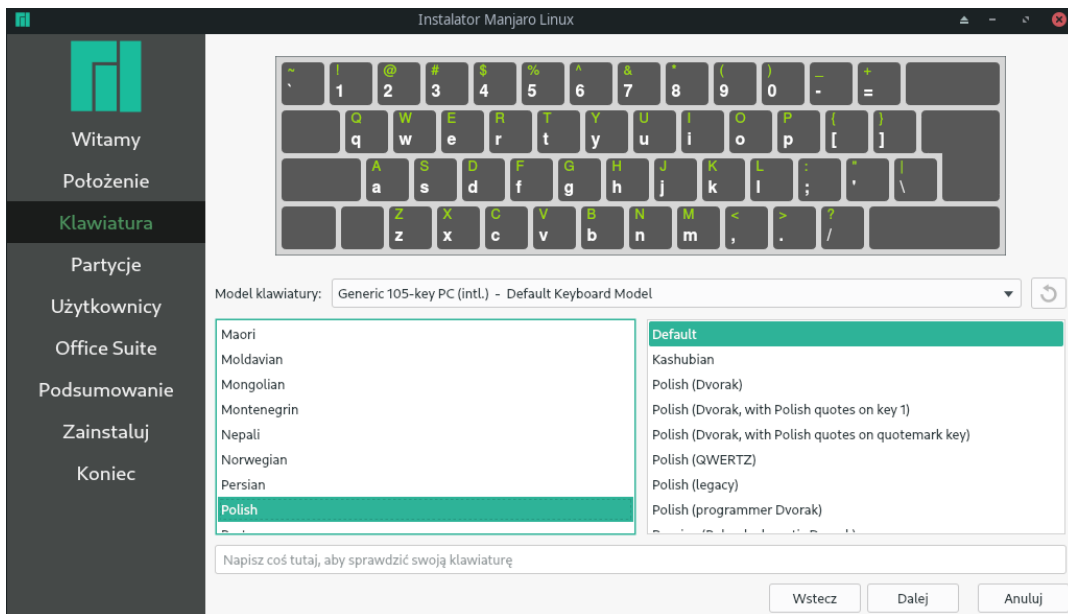 Instalator Manjaro Linux
Witamy
Położenie
Klawiatura
Partycje
Użytkownicy
Office Suite
Podsumowanie
Zainstaluj
Koniec
~ ! @ # $ % ^ & * ( ) _ +
` 1 2 3 4 5 6 7 8 9 0 - =
Q W E R T Y U I O P { }
q w e r t y u i o p [ ]
A S D F G H J K L : " |
a s d f g h j k l ; ' \
Z X C V B N M < > ?
z x c v b n m , . /
Model klawiatury: Generic 105-key PC (intl.) - Default Keyboard Model
Maori
Moldavian
Mongolian
Montenegrin
Nepali
Norwegian
Persian
Polish
Default
Kashubian
Polish (Dvorak)
Polish (Dvorak, with Polish quotes on key 1)
Polish (Dvorak, with Polish quotes on quotemark key)
Polish (QWERTZ)
Polish (legacy)
Polish (programmer Dvorak)
Napisz coś tutaj, aby sprawdzić swoją klawiaturę
Wstecz Dalej Anuluj